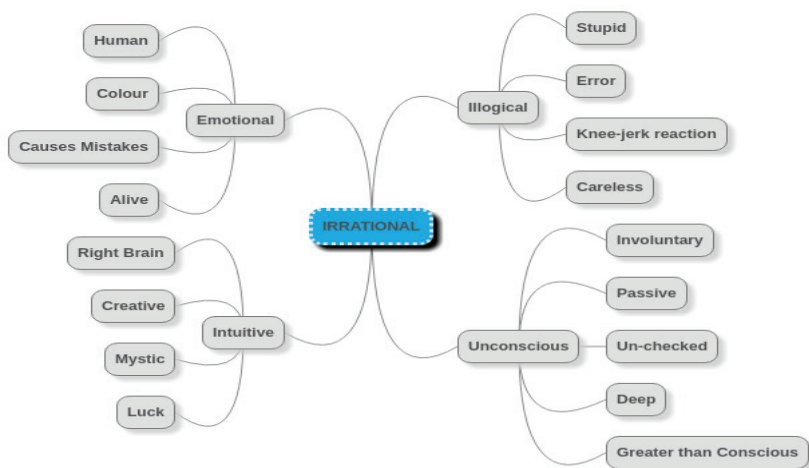 IRRATIONAL
Emotional
Human
Colour
Causes Mistakes
Alive
Intuitive
Right Brain
Creative
Mystic
Luck
Illogical
Stupid
Error
Knee-jerk reaction
Careless
Unconscious
Involuntary
Passive
Un-checked
Deep
Greater than Conscious